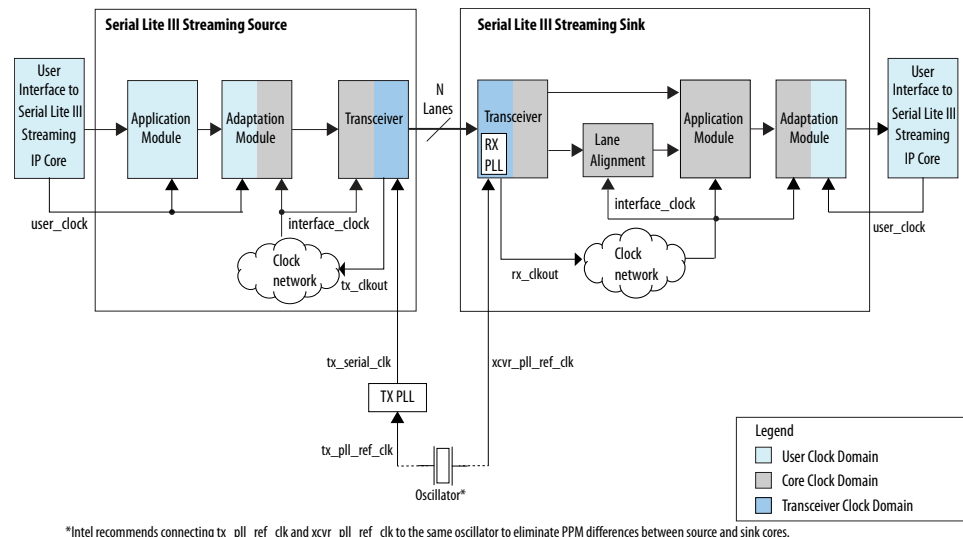 Serial Lite III Streaming Source
Serial Lite III Streaming Sink
User
Interface to
Serial Lite III
Streaming
IP Core
Application
Module
Adaptation
Module
Transceiver
N
Lanes
Transceiver
RX
PLL
Lane
Alignment
Application
Module
Adaptation
Module
User
Interface to
Serial Lite III
Streaming
IP Core
user_clock
interface_clock
Clock
network
tx_clkout
interface_clock
rx_clkout
Clock
network
user_clock
tx_serial_clk
xcvr_pll_ref_clk
TX PLL
tx_pll_ref_clk
Oscillator*
Legend
User Clock Domain
Core Clock Domain
Transceiver Clock Domain
*Intel recommends connecting tx_pll_ref_clk and xcvr_pll_ref_clk to the same oscillator to eliminate PPM differences between source and sink cores.